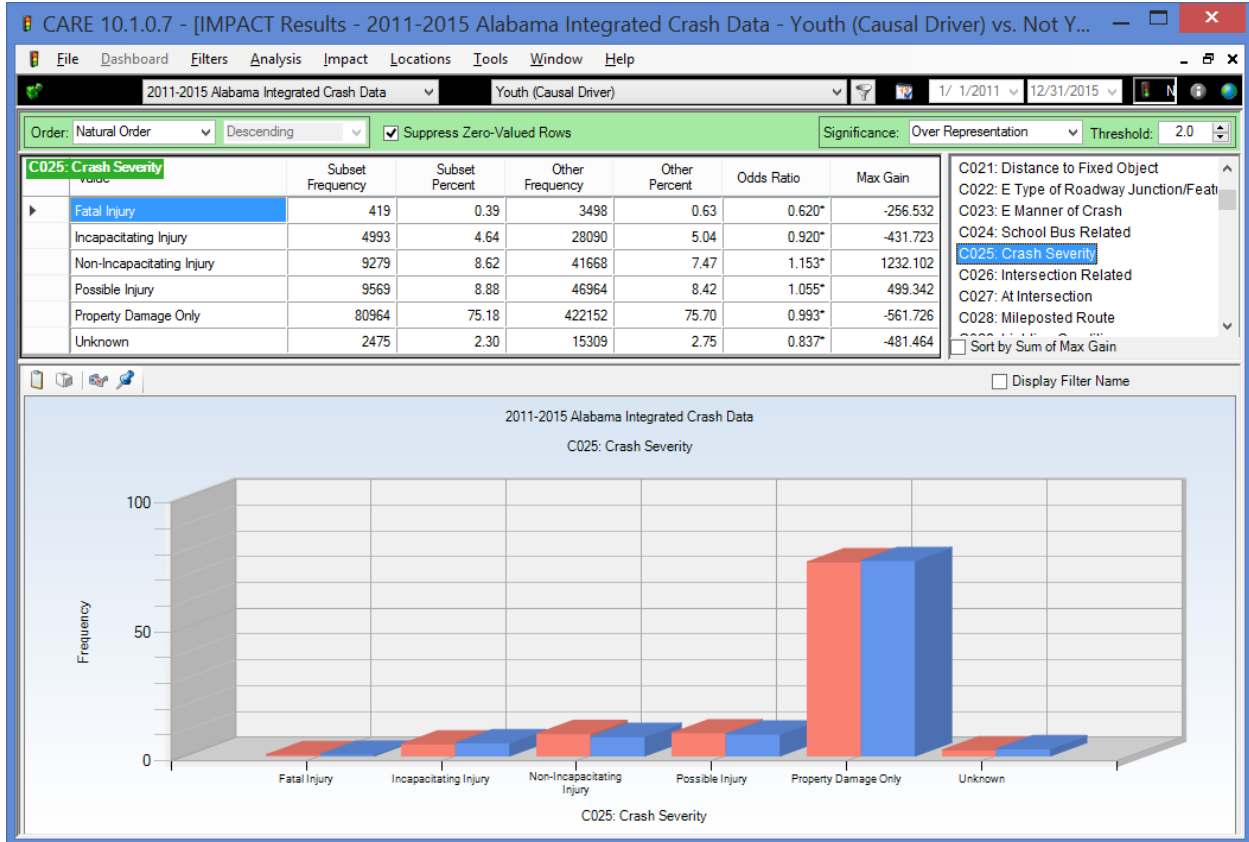 CARE 10.1.0.7 - [IMPACT Results - 2011-2015 Alabama Integrated Crash Data - Youth (Causal Driver) vs. Not Y...
File Dashboard Filters Analysis Impact Locations Tools Window Help
2011-2015 Alabama Integrated Crash Data Youth (Causal Driver) 1/ 1/2011 12/31/2015 N
Order: Natural Order Descending Suppress Zero-Valued Rows Significance: Over Representation Threshold: 2.0
C025: Crash Severity Subset Frequency Subset Percent Other Frequency Other Percent Odds Ratio Max Gain
Fatal Injury 419 0.39 3498 0.63 0.620* -256.532
Incapacitating Injury 4993 4.64 28090 5.04 0.920* -431.723
Non-Incapacitating Injury 9279 8.62 41668 7.47 1.153* 1232.102
Possible Injury 9569 8.88 46964 8.42 1.055* 499.342
Property Damage Only 80964 75.18 422152 75.70 0.993* -561.726
Unknown 2475 2.30 15309 2.75 0.837* -481.464
C021: Distance to Fixed Object
C022: E Type of Roadway Junction/Featu
C023: E Manner of Crash
C024: School Bus Related
C025: Crash Severity
C026: Intersection Related
C027: At Intersection
C028: Mileposted Route
Sort by Sum of Max Gain
Display Filter Name
2011-2015 Alabama Integrated Crash Data
C025: Crash Severity
100
50
0
Frequency
Fatal Injury Incapacitating Injury Non-Incapacitating Injury Possible Injury Property Damage Only Unknown
C025: Crash Severity